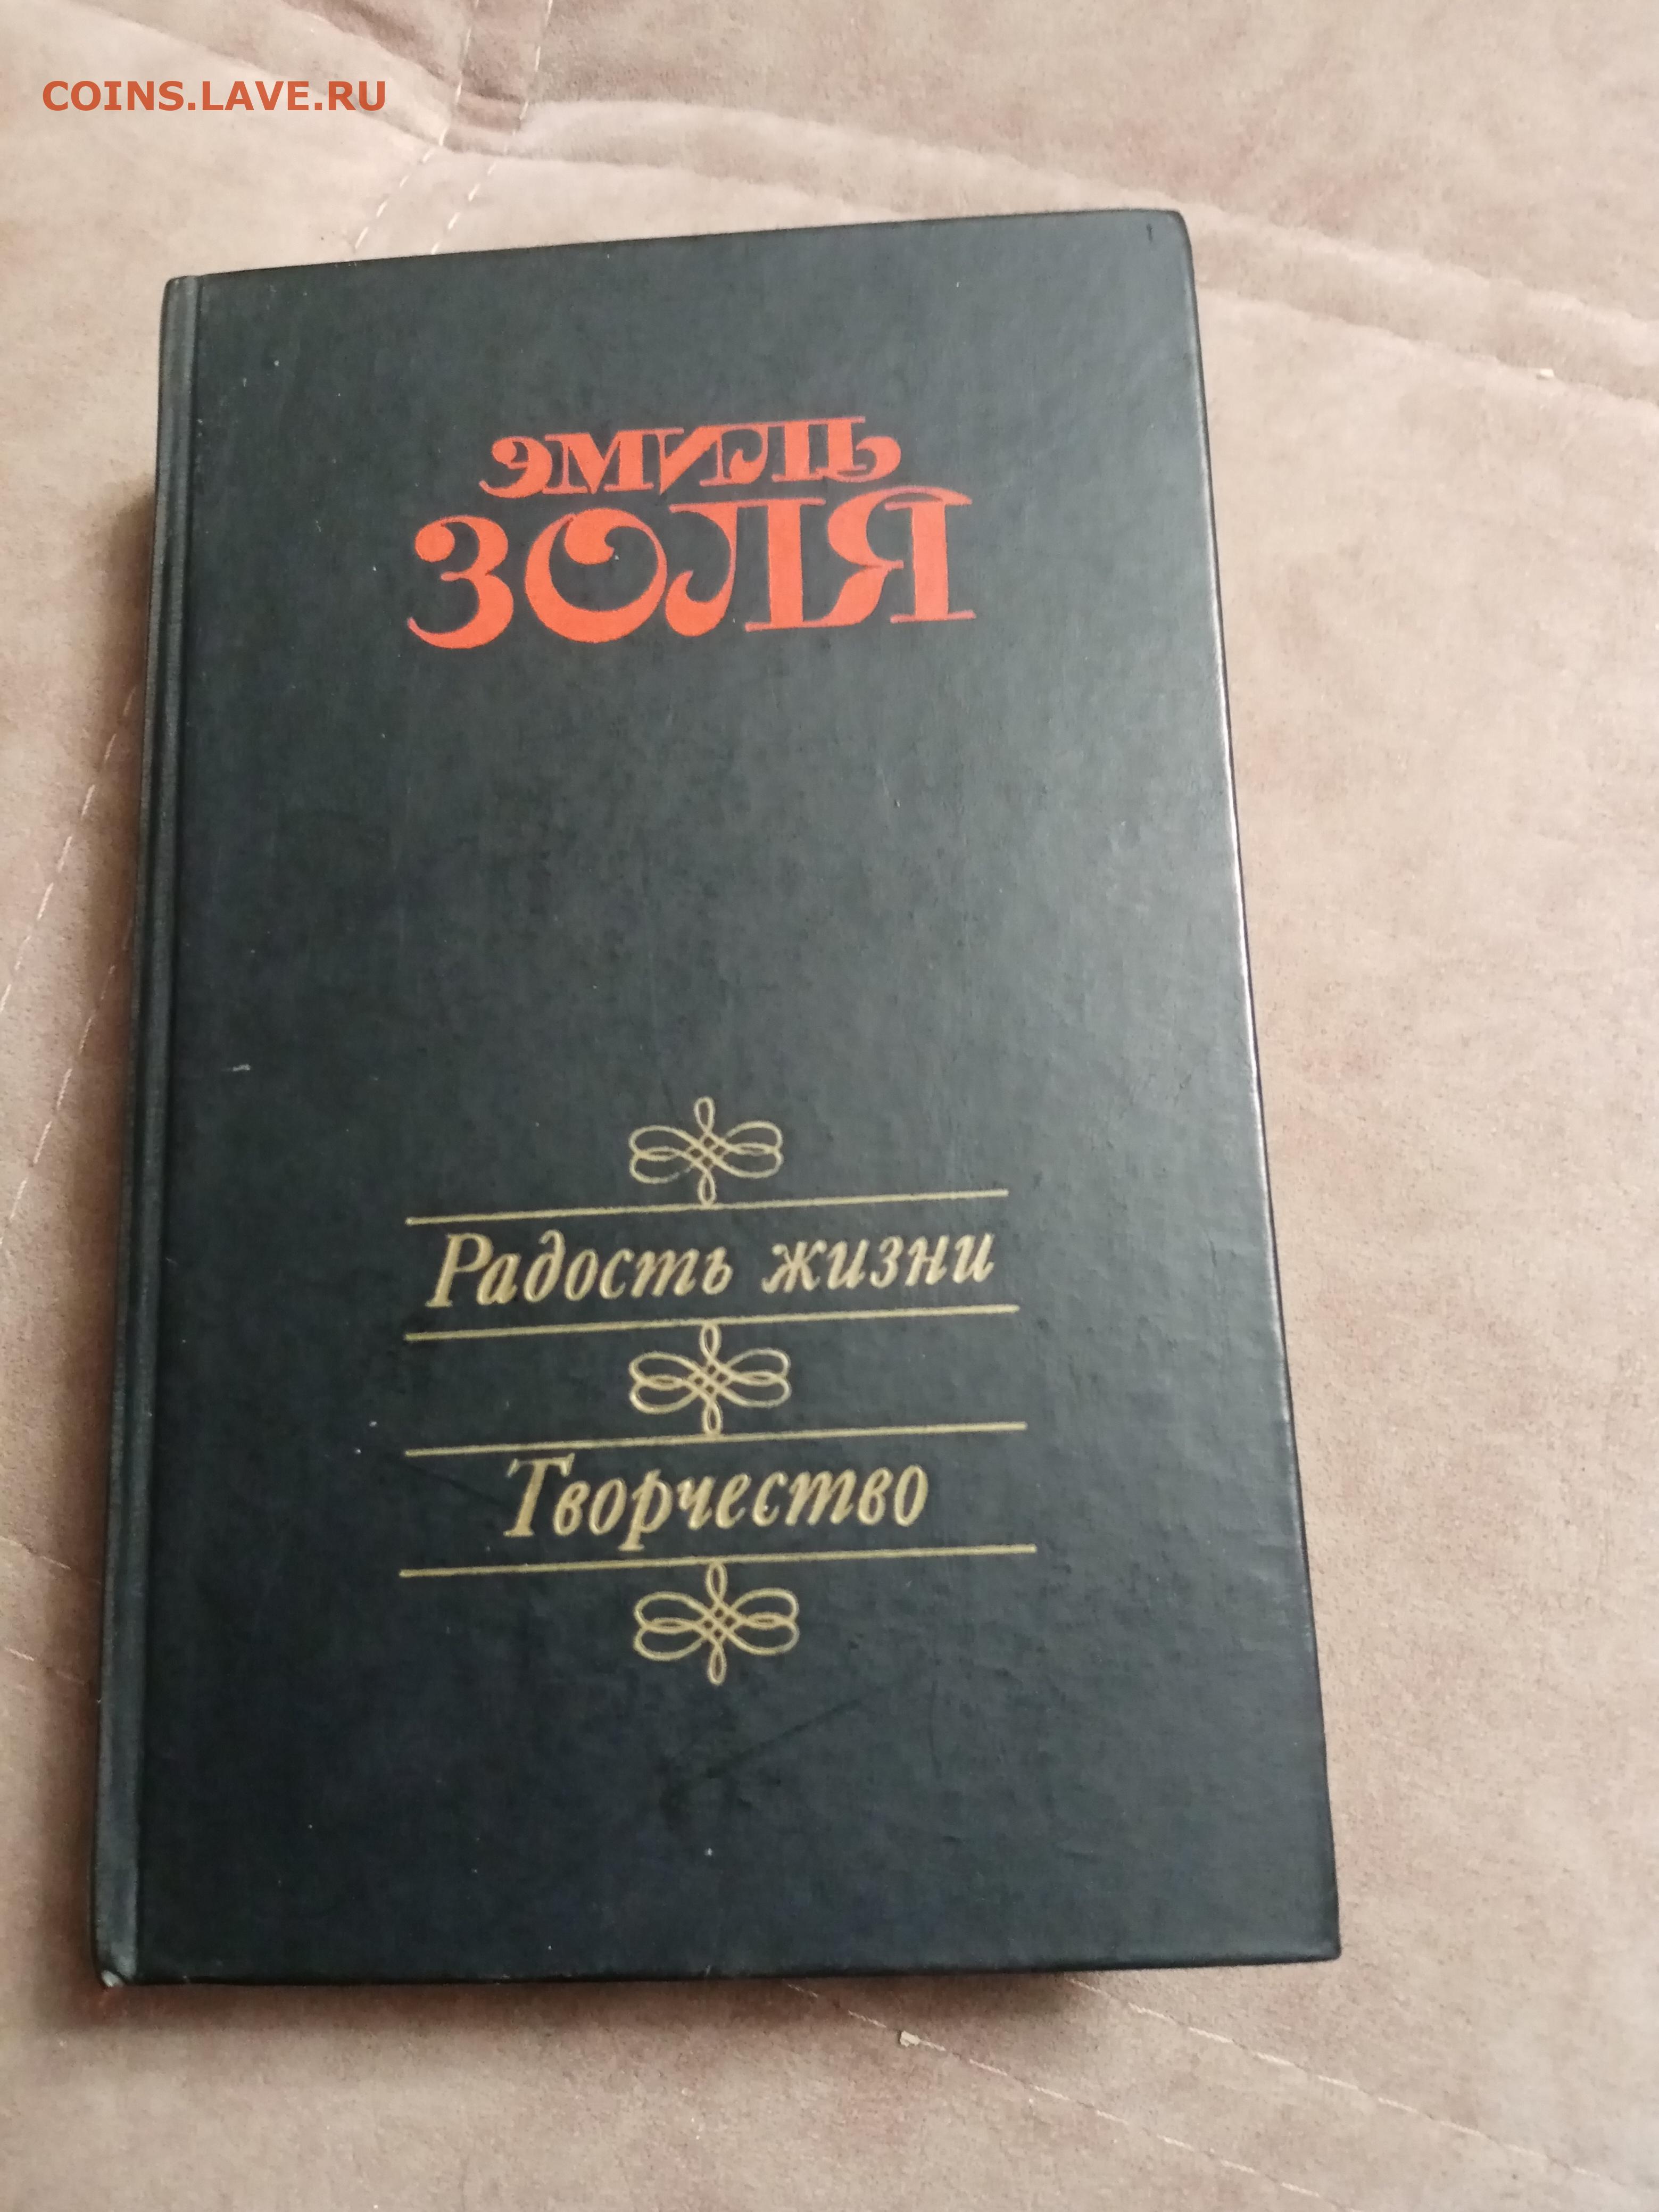 COINS.LAVE.RU
ЭМИЛЬ
ЗОЛЯ
Радость жизни
Творчество